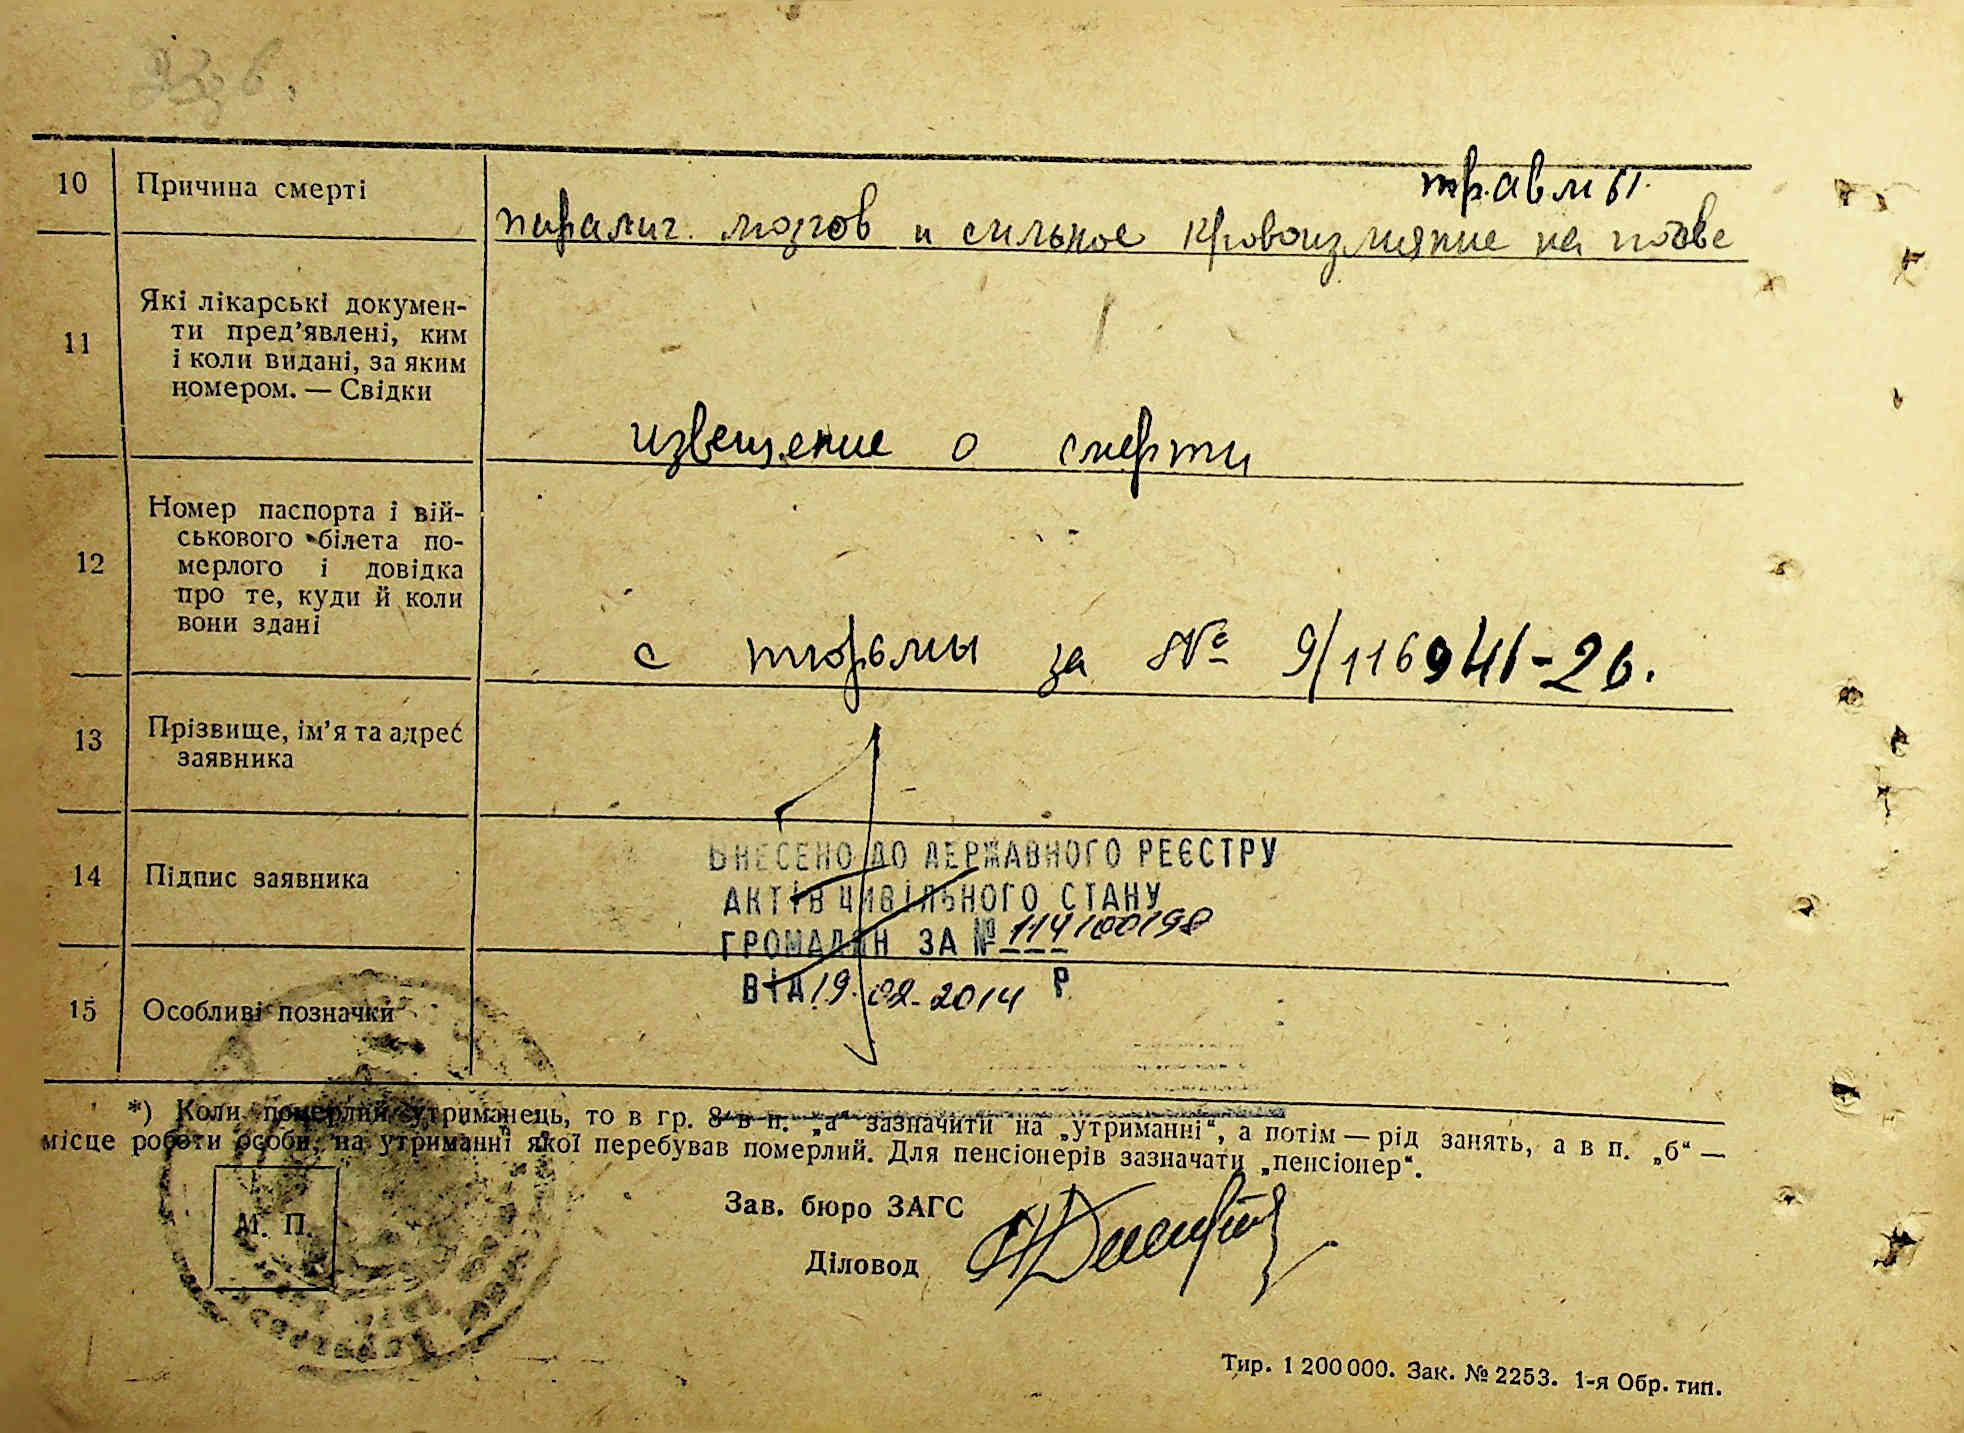 10 Причина смерті
травмы.
паралич. мозгов и сильное кровоизлияние на почве
11 Які лікарські докумен-
ти пред’явлені, ким
і коли видані, за яким
номером. — Свідки
извещение о смерти
12 Номер паспорта і вій-
ськового білета по-
мерлого і довідка
про те, куди й коли
вони здані
с тюрьмы за № 9/116941-26.
13 Прізвище, ім’я та адрес
заявника
14 Підпис заявника
ВНЕСЕНО ДО ДЕРЖАВНОГО РЕЄСТРУ
АКТІВ ЦИВІЛЬНОГО СТАНУ
ГРОМАДЯН ЗА № 114/00198
ВІД 19.02.2014 Р
15 Особливі позначки
*) Коли померлий утриманець, то в гр. 8 в п. „а“ зазначити на „утриманні“, а потім — рід занять, а в п. „б“ —
місце роботи особи, на утриманні якої перебував померлий. Для пенсіонерів зазначати „пенсіонер“.
М. П.
Зав. бюро ЗАГС
Діловод
Тир. 1 200 000. Зак. № 2253. 1-я Обр. тип.